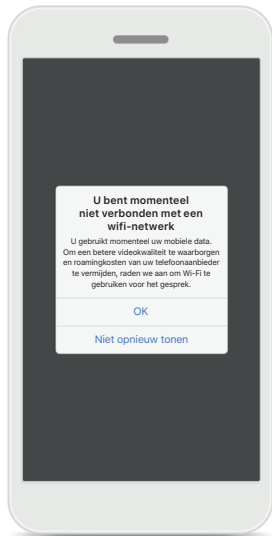 U bent momenteel
niet verbonden met een
wifi-netwerk
U gebruikt momenteel uw mobiele data.
Om een betere videokwaliteit te waarborgen
en roamingkosten van uw telefoonaanbieder
te vermijden, raden we aan om Wi-Fi te
gebruiken voor het gesprek.
OK
Niet opnieuw tonen